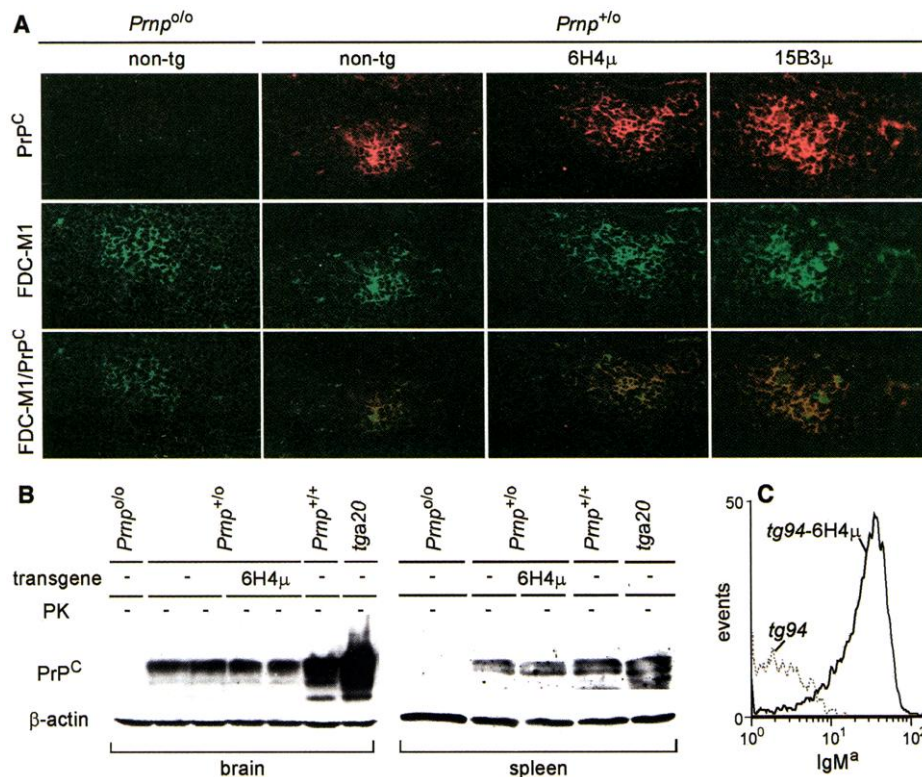 A
Prnp^o/o
Prnp^+/o
non-tg
non-tg
6H4µ
15B3µ
PrP^C
FDC-M1
FDC-M1/PrP^C
B
Prnp^o/o
Prnp^+/o
Prnp^+/+
tga20
Prnp^o/o
Prnp^+/o
Prnp^+/+
tga20
transgene
- - 6H4µ - -
- - 6H4µ - -
PK
- - - - - - -
- - - - -
PrP^C
β-actin
brain
spleen
C
50
tg94-6H4µ
events
tg94
0
10^0 10^1 10^2
IgM^a